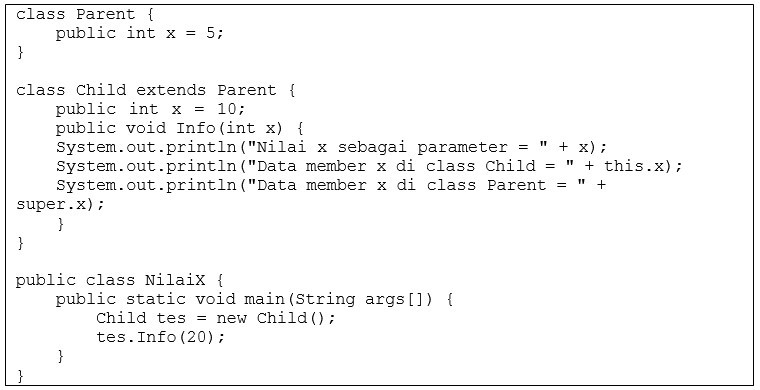 class Parent {
    public int x = 5;
}

class Child extends Parent {
    public int x = 10;
    public void Info(int x) {
    System.out.println("Nilai x sebagai parameter = " + x);
    System.out.println("Data member x di class Child = " + this.x);
    System.out.println("Data member x di class Parent = " +
super.x);
    }
}

public class NilaiX {
    public static void main(String args[]) {
        Child tes = new Child();
        tes.Info(20);
    }
}